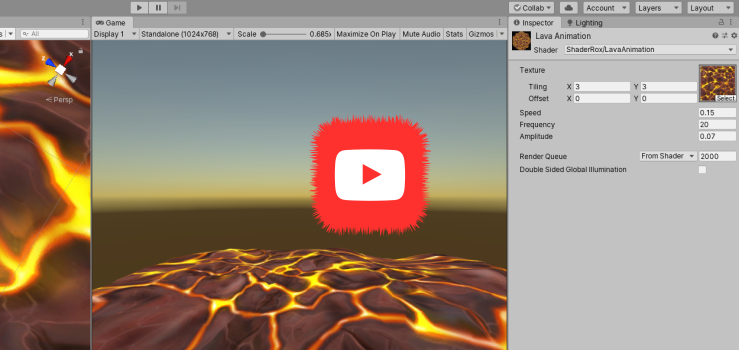 Collab
Account
Layers
Layout
Game
Inspector
Lighting
All
Display 1
Standalone (1024x768)
Scale
0.685x
Maximize On Play
Mute Audio
Stats
Gizmos
Lava Animation
Shader
ShaderRox/LavaAnimation
x
z
Persp
Texture
Tiling X 3 Y 3
Offset X 0 Y 0
Select
Speed 0.15
Frequency 20
Amplitude 0.07
Render Queue From Shader 2000
Double Sided Global Illumination